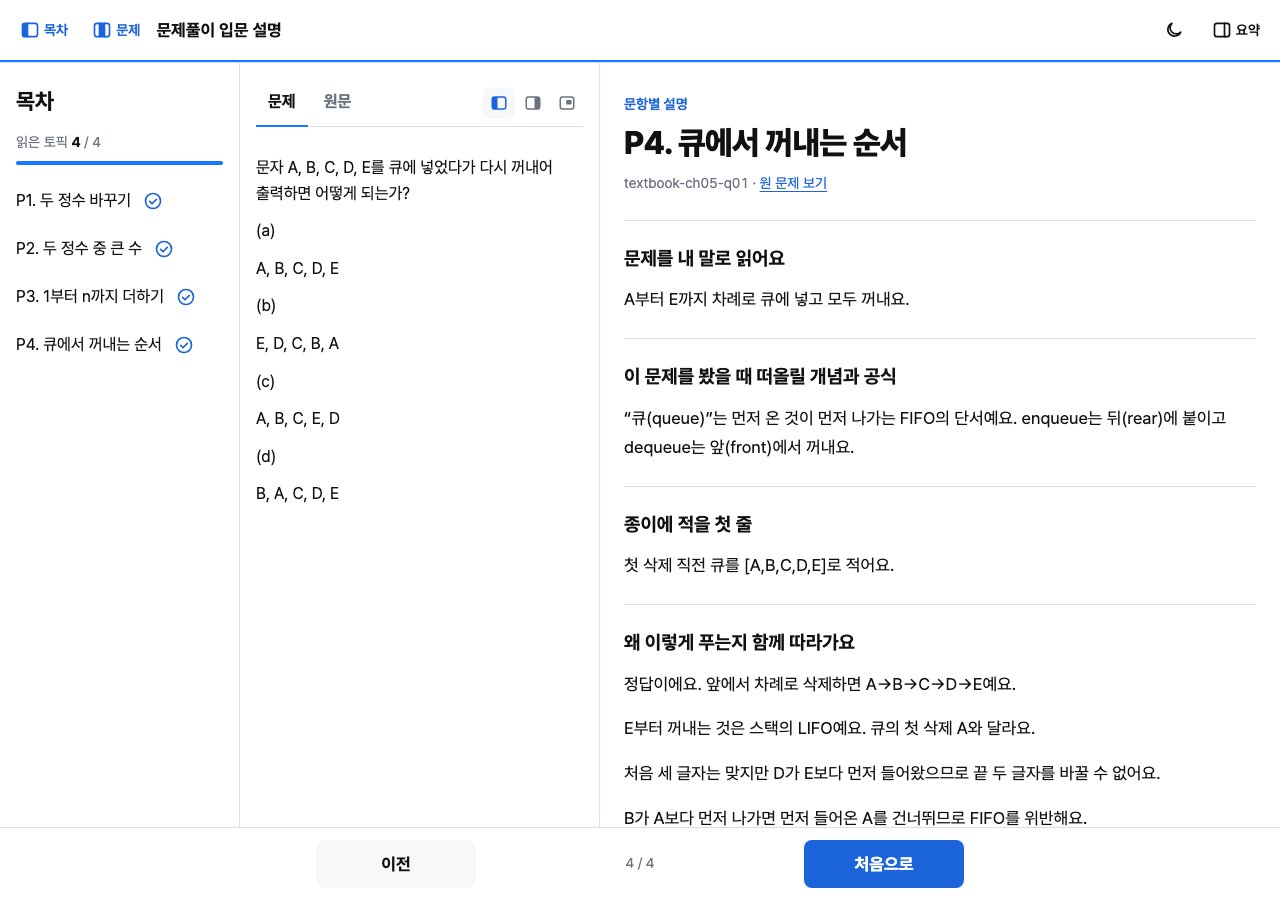 목차
문제
문제풀이 입문 설명
요약
목차
읽은 토픽 4 / 4
P1. 두 정수 바꾸기
P2. 두 정수 중 큰 수
P3. 1부터 n까지 더하기
P4. 큐에서 꺼내는 순서
문제
원문
문자 A, B, C, D, E를 큐에 넣었다가 다시 꺼내어
출력하면 어떻게 되는가?
(a)
A, B, C, D, E
(b)
E, D, C, B, A
(c)
A, B, C, E, D
(d)
B, A, C, D, E
문항별 설명
P4. 큐에서 꺼내는 순서
textbook-ch05-q01 · 원 문제 보기
문제를 내 말로 읽어요
A부터 E까지 차례로 큐에 넣고 모두 꺼내요.
이 문제를 봤을 때 떠올릴 개념과 공식
“큐(queue)”는 먼저 온 것이 먼저 나가는 FIFO의 단서예요. enqueue는 뒤(rear)에 붙이고
dequeue는 앞(front)에서 꺼내요.
종이에 적을 첫 줄
첫 삭제 직전 큐를 [A,B,C,D,E]로 적어요.
왜 이렇게 푸는지 함께 따라가요
정답이에요. 앞에서 차례로 삭제하면 A→B→C→D→E예요.
E부터 꺼내는 것은 스택의 LIFO예요. 큐의 첫 삭제 A와 달라요.
처음 세 글자는 맞지만 D가 E보다 먼저 들어왔으므로 끝 두 글자를 바꿀 수 없어요.
B가 A보다 먼저 나가면 먼저 들어온 A를 건너뛰므로 FIFO를 위반해요.
이전
4 / 4
처음으로